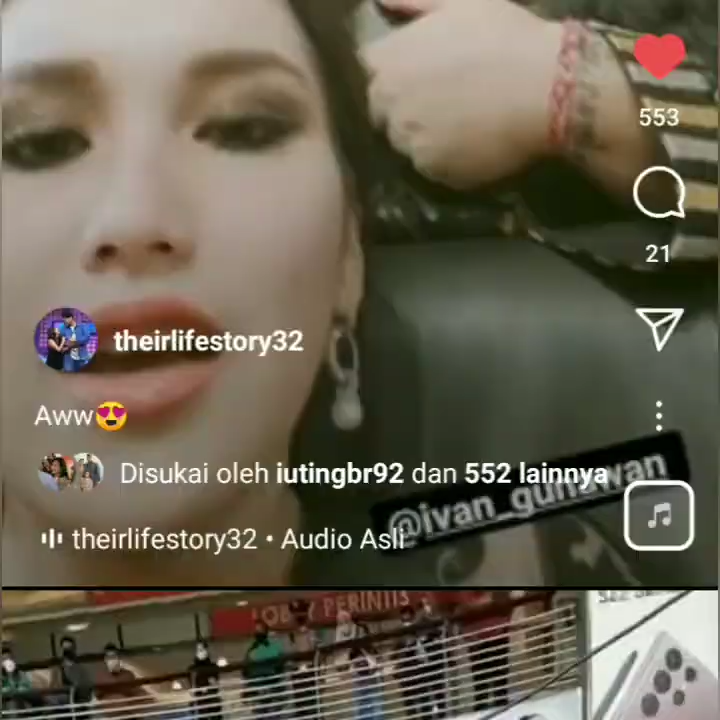 553
21
theirlifestory32
Aww😍
Disukai oleh iutingbr92 dan 552 lainnya
@ivan_gunawan
theirlifestory32 • Audio Asli
LOBBY PERINTIS